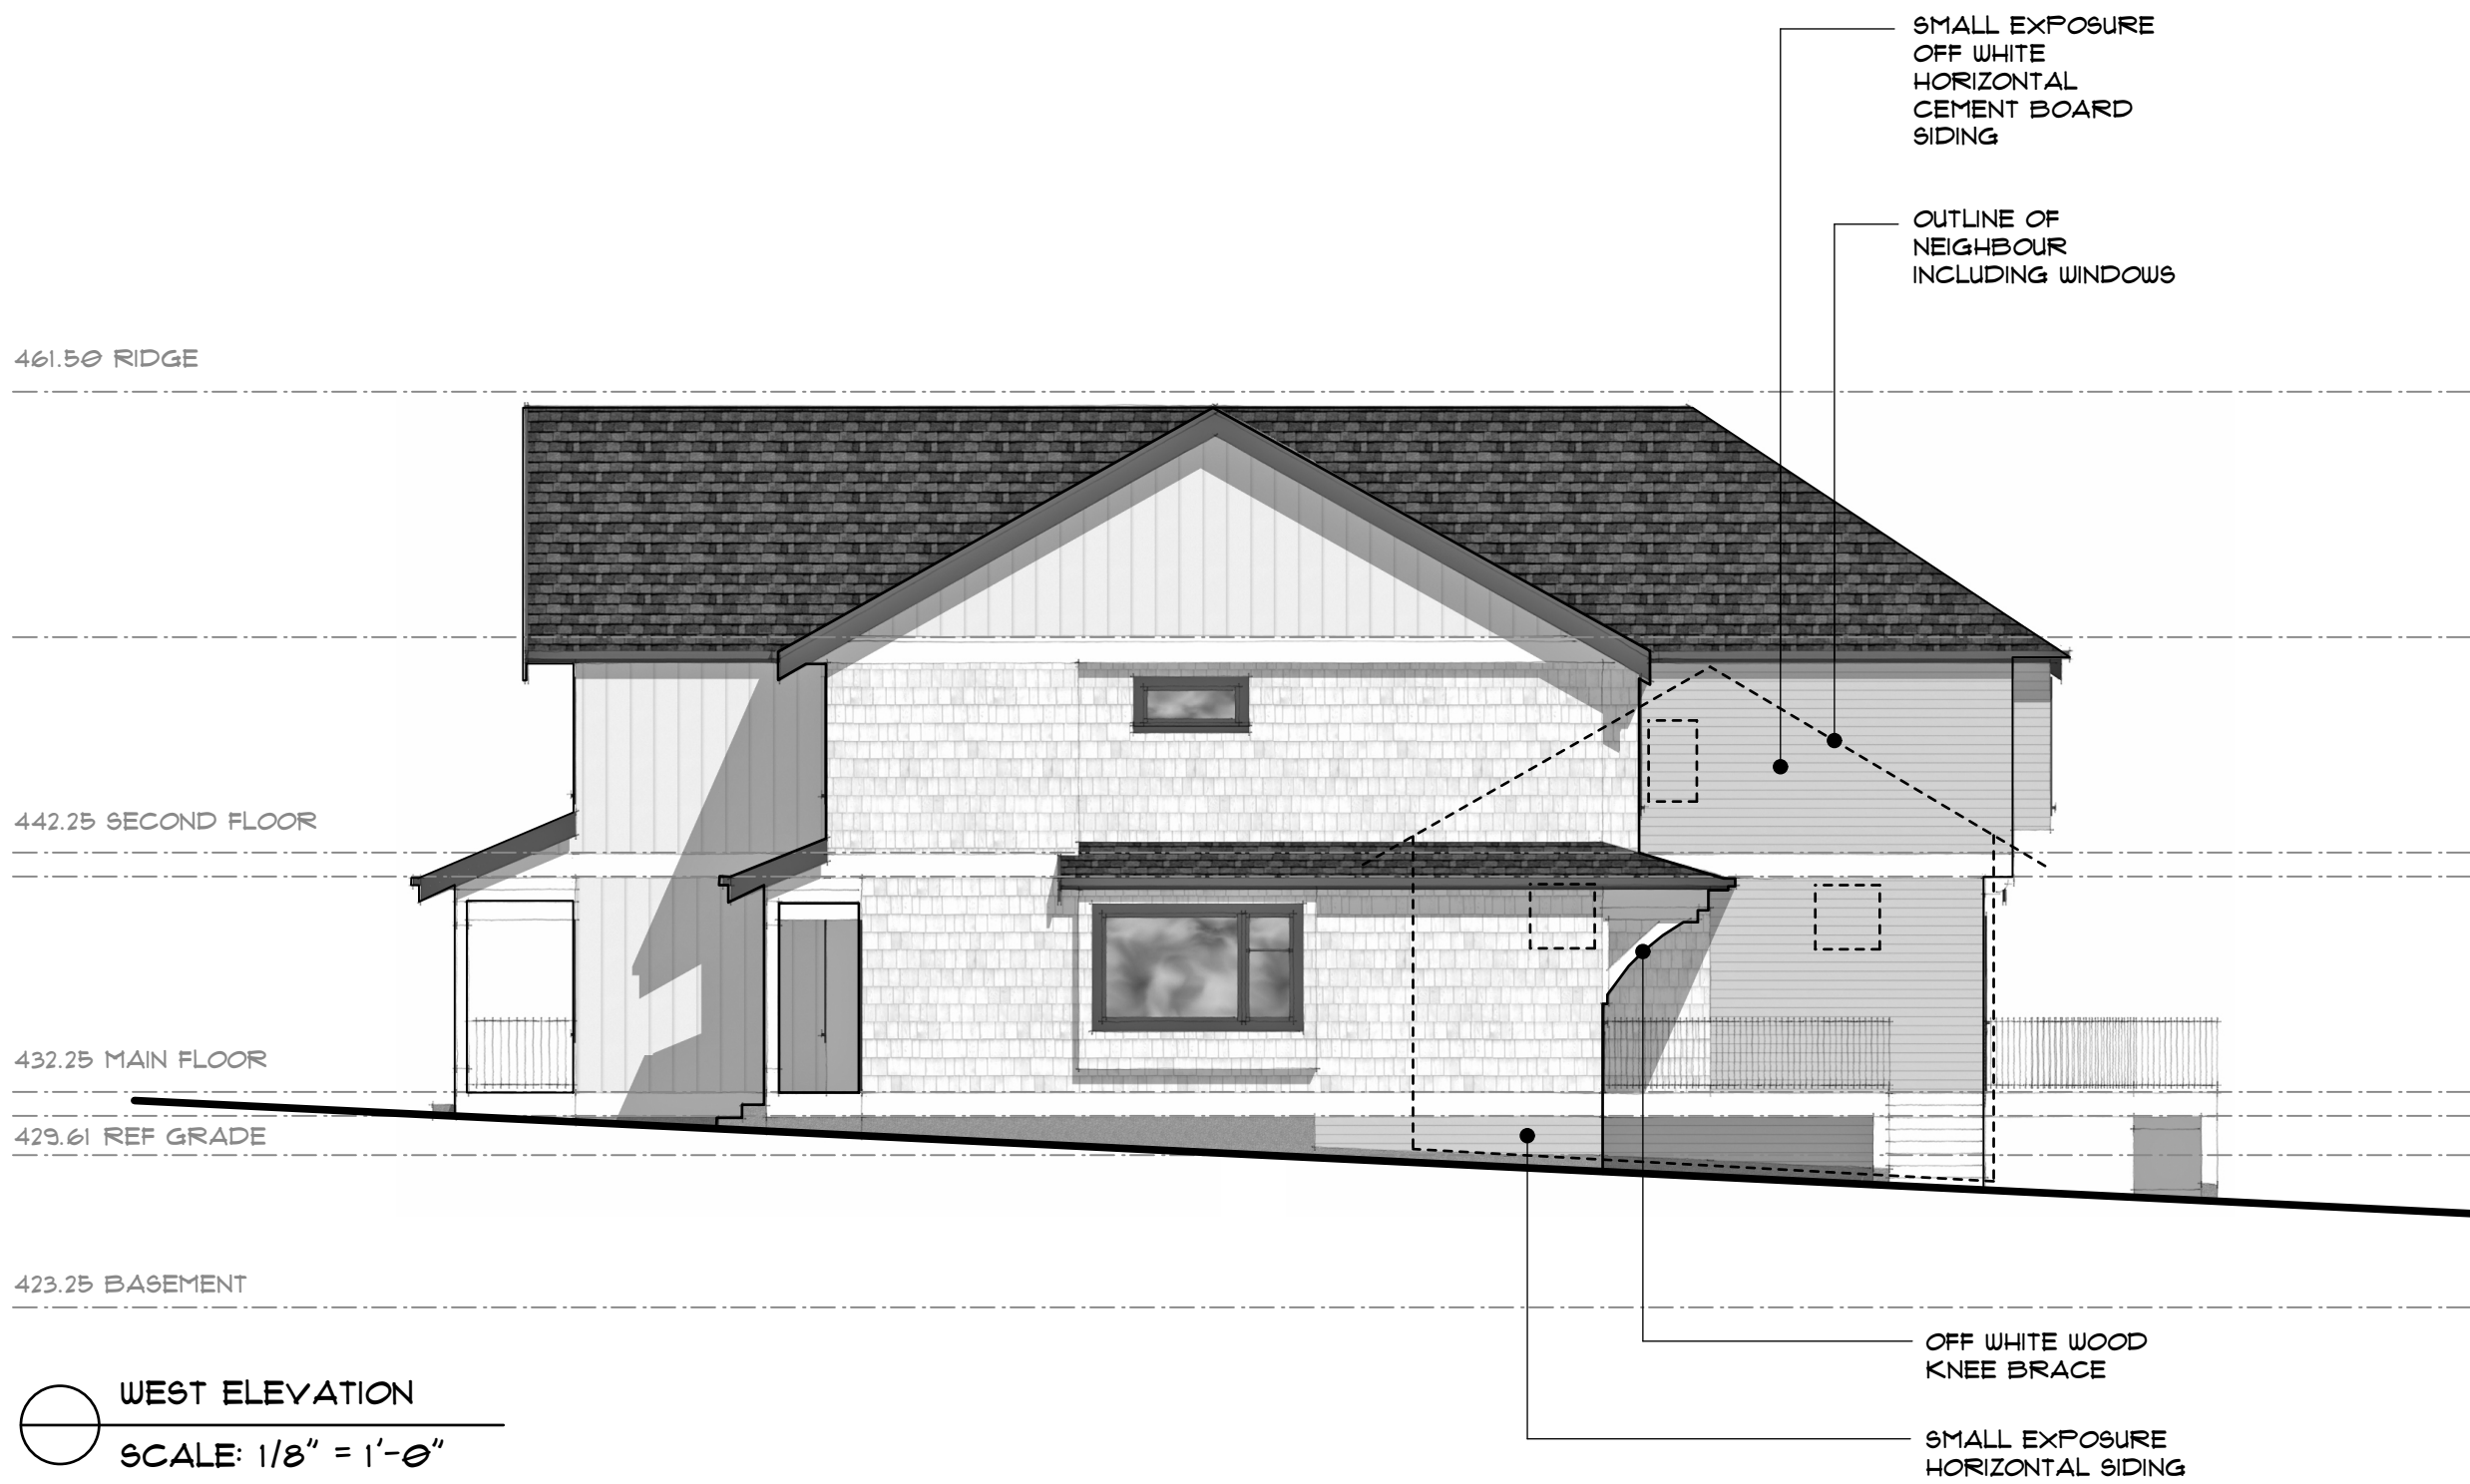 SMALL EXPOSURE
OFF WHITE
HORIZONTAL
CEMENT BOARD
SIDING
OUTLINE OF
NEIGHBOUR
INCLUDING WINDOWS
461.50 RIDGE
442.25 SECOND FLOOR
432.25 MAIN FLOOR
429.61 REF GRADE
423.25 BASEMENT
OFF WHITE WOOD
KNEE BRACE
WEST ELEVATION
SCALE: 1/8" = 1'-0"
SMALL EXPOSURE
HORIZONTAL SIDING